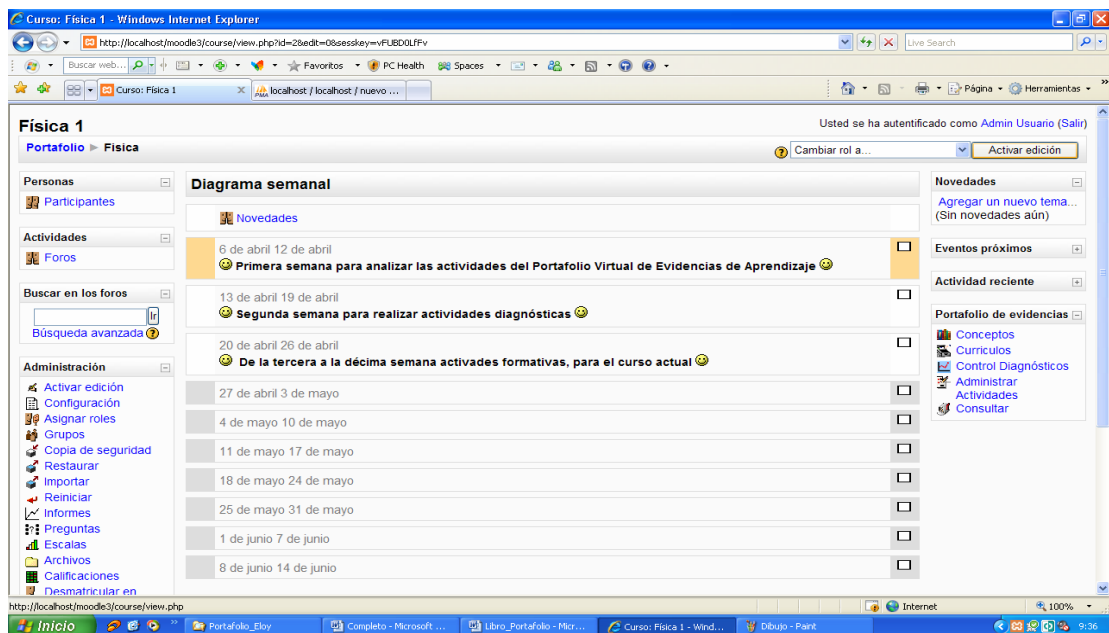 Curso: Física 1 - Windows Internet Explorer
http://localhost/moodle3/course/view.php?id=2&edit=0&sesskey=vFUBD0LfFv
Live Search
Buscar web...
Favoritos
PC Health
Spaces
Curso: Física 1
localhost / localhost / nuevo ...
Página
Herramientas
Física 1
Usted se ha autentificado como Admin Usuario (Salir)
Portafolio ► Fisica
Cambiar rol a...
Activar edición
Personas
Participantes
Actividades
Foros
Buscar en los foros
Ir
Búsqueda avanzada
Administración
Activar edición
Configuración
Asignar roles
Grupos
Copia de seguridad
Restaurar
Importar
Reiniciar
Informes
Preguntas
Escalas
Archivos
Calificaciones
Desmatricular en
Diagrama semanal
Novedades
6 de abril 12 de abril
Primera semana para analizar las actividades del Portafolio Virtual de Evidencias de Aprendizaje
13 de abril 19 de abril
Segunda semana para realizar actividades diagnósticas
20 de abril 26 de abril
De la tercera a la décima semana activades formativas, para el curso actual
27 de abril 3 de mayo
4 de mayo 10 de mayo
11 de mayo 17 de mayo
18 de mayo 24 de mayo
25 de mayo 31 de mayo
1 de junio 7 de junio
8 de junio 14 de junio
Novedades
Agregar un nuevo tema...
(Sin novedades aún)
Eventos próximos
Actividad reciente
Portafolio de evidencias
Conceptos
Curriculos
Control Diagnósticos
Administrar
Actividades
Consultar
http://localhost/moodle3/course/view.php
Internet
100%
Inicio
Portafolio_Eloy
Completo - Microsoft ...
Libro_Portafolio - Micr...
Curso: Física 1 - Wind...
Dibujo - Paint
9:36